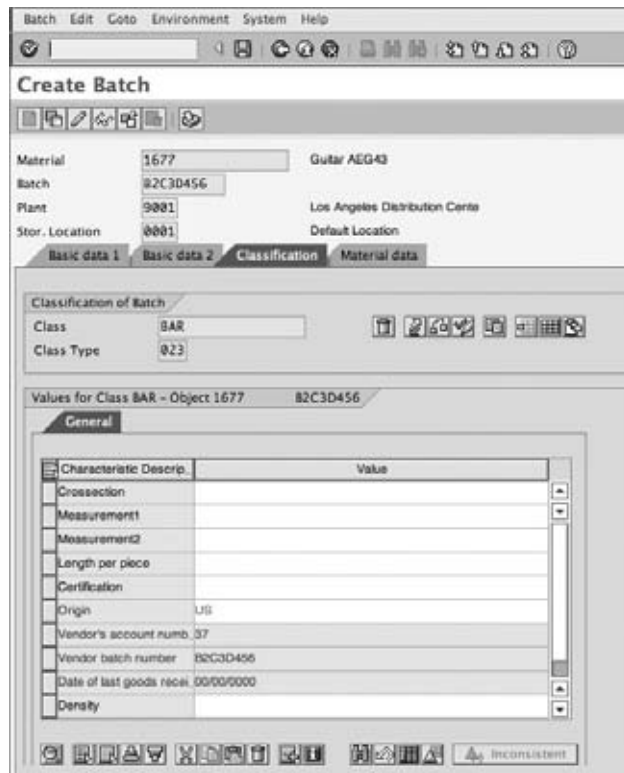 Batch Edit Goto Environment System Help
Create Batch
Material 1677 Guitar AEG43
Batch B2C3D456
Plant 9001 Los Angeles Distribution Cente
Stor. Location 0001 Default Location
Basic data 1 Basic data 2 Classification Material data
Classification of Batch
Class BAR
Class Type 023
Values for Class BAR - Object 1677 B2C3D456
General
Characteristic Descrip.. Value
Crossection
Measurement1
Measurement2
Length per piece
Certification
Origin US
Vendor's account numb. 37
Vendor batch number B2C3D456
Date of last goods recei. 00/00/0000
Density
Inconsistent